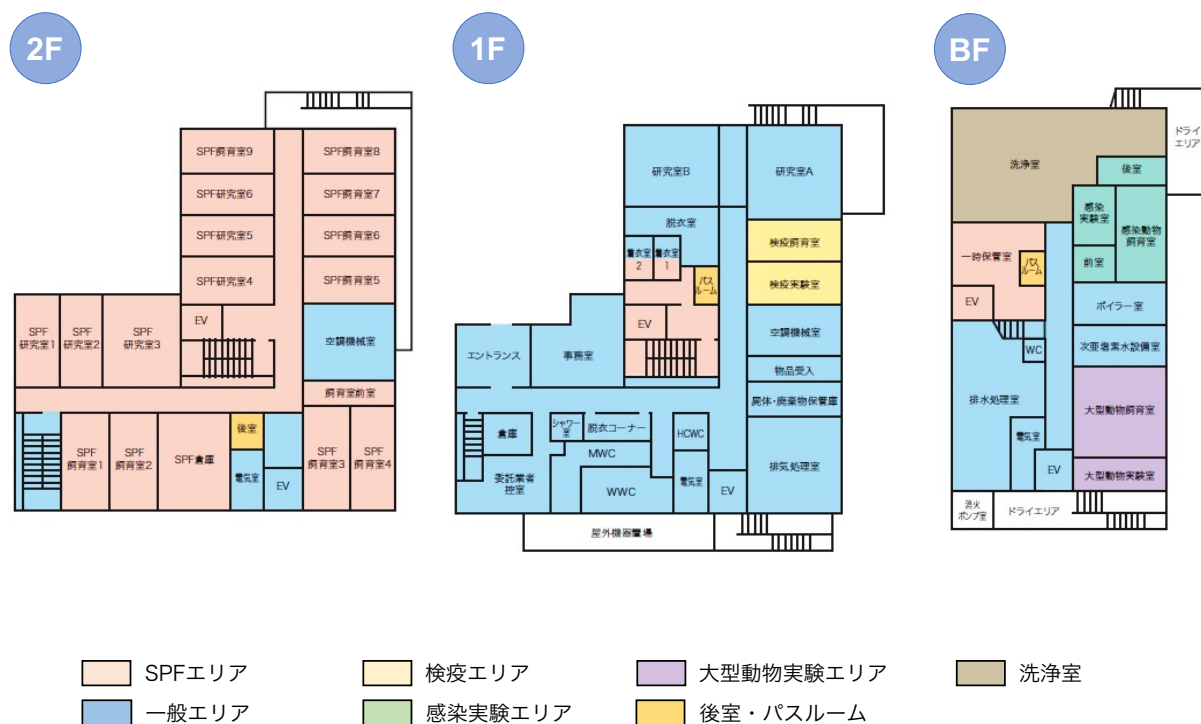 2F
1F
BF
SPF飼育室9
SPF飼育室8
SPF研究室6
SPF飼育室7
SPF研究室5
SPF飼育室6
SPF研究室4
SPF飼育室5
SPF
研究室1
SPF
研究室2
SPF
研究室3
EV
空調機械室
飼育室前室
SPF
飼育室1
SPF
飼育室2
SPF倉庫
後室
電気室
EV
SPF
飼育室3
SPF
飼育室4
研究室B
研究室A
脱衣室
着衣室
2
着衣室
1
パス
ルーム
検疫飼育室
検疫実験室
EV
エントランス
事務室
空調機械室
物品受入
屍体・廃棄物保管庫
倉庫
シャワー
室
脱衣コーナー
HCWC
MWC
委託業者
控室
WWC
電気室
EV
排気処理室
屋外機器置場
ドライ
エリア
洗浄室
後室
感染
実験室
感染動物
飼育室
一時保管室
パス
ルーム
前室
EV
ボイラー室
WC
次亜塩素水設備室
排水処理室
大型動物飼育室
電気室
EV
大型動物実験室
消火
ポンプ室
ドライエリア
SPFエリア
検疫エリア
大型動物実験エリア
洗浄室
一般エリア
感染実験エリア
後室・パスルーム